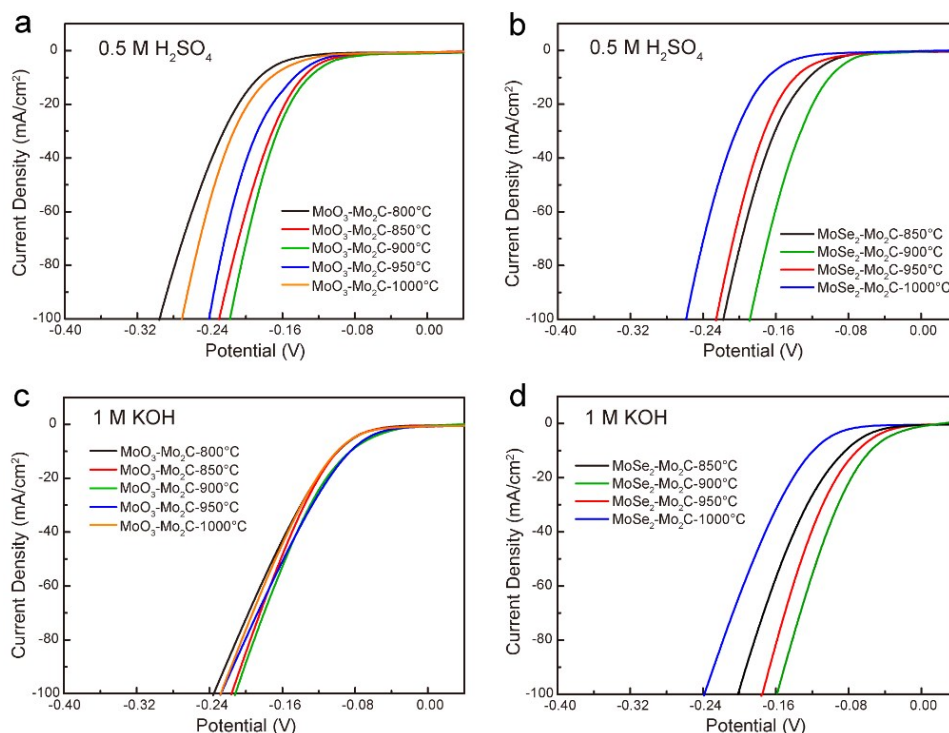 a
0.5 M H₂SO₄
0
-20
-40
-60
-80
-100
Current Density (mA/cm²)
MoO₃-Mo₂C-800°C
MoO₃-Mo₂C-850°C
MoO₃-Mo₂C-900°C
MoO₃-Mo₂C-950°C
MoO₃-Mo₂C-1000°C
-0.40 -0.32 -0.24 -0.16 -0.08 0.00
Potential (V)
b
0.5 M H₂SO₄
0
-20
-40
-60
-80
-100
Current Density (mA/cm²)
MoSe₂-Mo₂C-850°C
MoSe₂-Mo₂C-900°C
MoSe₂-Mo₂C-950°C
MoSe₂-Mo₂C-1000°C
-0.40 -0.32 -0.24 -0.16 -0.08 0.00
Potential (V)
c
1 M KOH
0
-20
-40
-60
-80
-100
Current Density (mA/cm²)
MoO₃-Mo₂C-800°C
MoO₃-Mo₂C-850°C
MoO₃-Mo₂C-900°C
MoO₃-Mo₂C-950°C
MoO₃-Mo₂C-1000°C
-0.40 -0.32 -0.24 -0.16 -0.08 0.00
Potential (V)
d
1 M KOH
0
-20
-40
-60
-80
-100
Current Density (mA/cm²)
MoSe₂-Mo₂C-850°C
MoSe₂-Mo₂C-900°C
MoSe₂-Mo₂C-950°C
MoSe₂-Mo₂C-1000°C
-0.40 -0.32 -0.24 -0.16 -0.08 0.00
Potential (V)